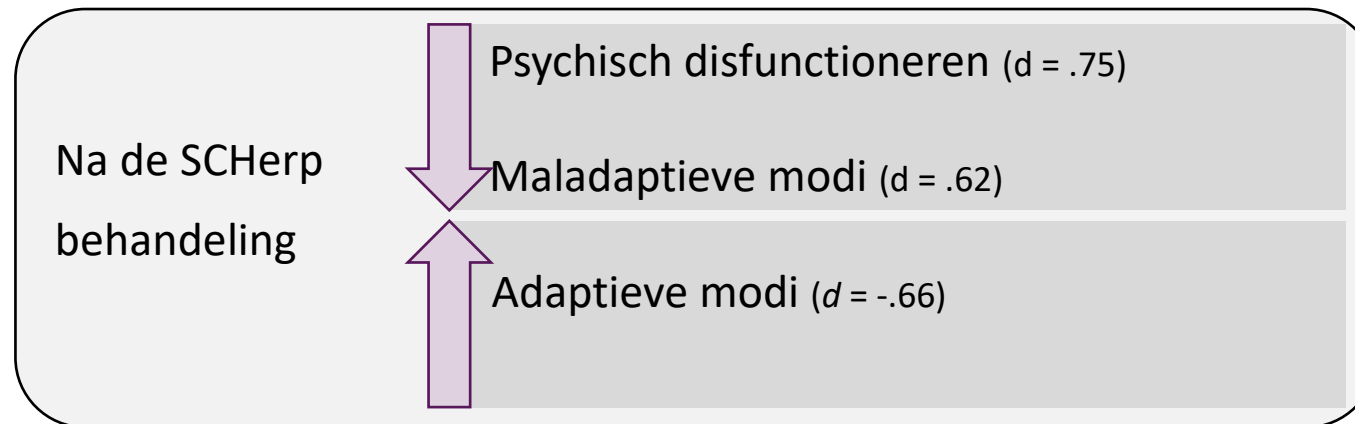 Psychisch disfunctioneren (d = .75)
Na de SCHerp
behandeling
Maladaptieve modi (d = .62)
Adaptieve modi (d = -.66)